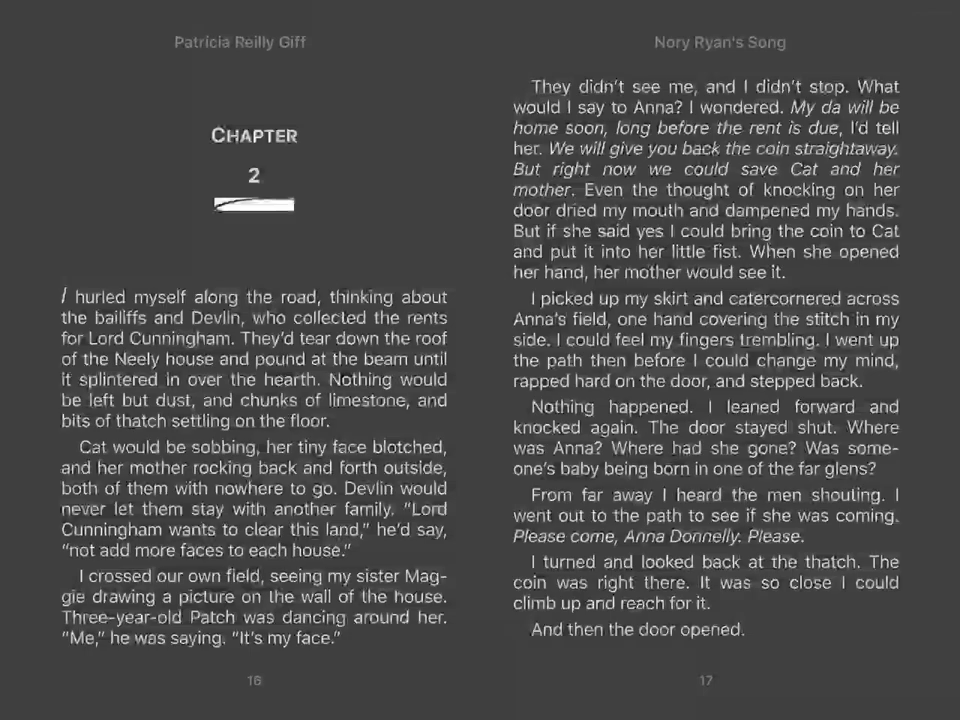 Patricia Reilly Giff
CHAPTER
2
I hurled myself along the road, thinking about
the bailiffs and Devlin, who collected the rents
for Lord Cunningham. They’d tear down the roof
of the Neely house and pound at the beam until
it splintered in over the hearth. Nothing would
be left but dust, and chunks of limestone, and
bits of thatch settling on the floor.
Cat would be sobbing, her tiny face blotched,
and her mother rocking back and forth outside,
both of them with nowhere to go. Devlin would
never let them stay with another family. “Lord
Cunningham wants to clear this land,” he’d say,
“not add more faces to each house.”
I crossed our own field, seeing my sister Mag-
gie drawing a picture on the wall of the house.
Three-year-old Patch was dancing around her.
“Me,” he was saying. “It’s my face.”
16
Nory Ryan's Song
They didn’t see me, and I didn’t stop. What
would I say to Anna? I wondered. My da will be
home soon, long before the rent is due, I’d tell
her. We will give you back the coin straightaway.
But right now we could save Cat and her
mother. Even the thought of knocking on her
door dried my mouth and dampened my hands.
But if she said yes I could bring the coin to Cat
and put it into her little fist. When she opened
her hand, her mother would see it.
I picked up my skirt and catercornered across
Anna’s field, one hand covering the stitch in my
side. I could feel my fingers trembling. I went up
the path then before I could change my mind,
rapped hard on the door, and stepped back.
Nothing happened. I leaned forward and
knocked again. The door stayed shut. Where
was Anna? Where had she gone? Was some-
one’s baby being born in one of the far glens?
From far away I heard the men shouting. I
went out to the path to see if she was coming.
Please come, Anna Donnelly. Please.
I turned and looked back at the thatch. The
coin was right there. It was so close I could
climb up and reach for it.
And then the door opened.
17